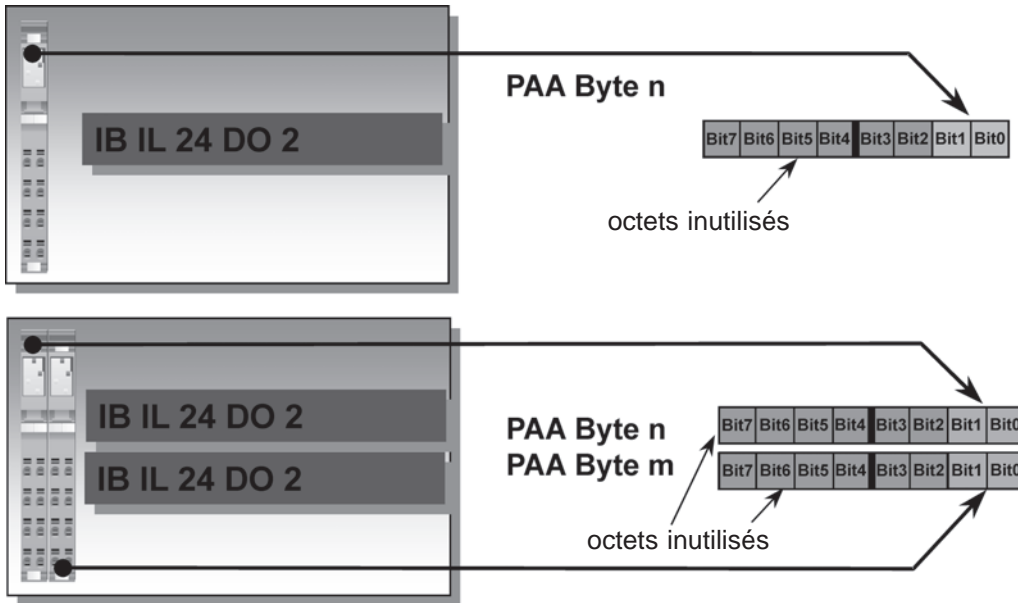 PAA Byte n
IB IL 24 DO 2
Bit7 Bit6 Bit5 Bit4 Bit3 Bit2 Bit1 Bit0
octets inutilisés
IB IL 24 DO 2
PAA Byte n
Bit7 Bit6 Bit5 Bit4 Bit3 Bit2 Bit1 Bit0
IB IL 24 DO 2
PAA Byte m
Bit7 Bit6 Bit5 Bit4 Bit3 Bit2 Bit1 Bit0
octets inutilisés